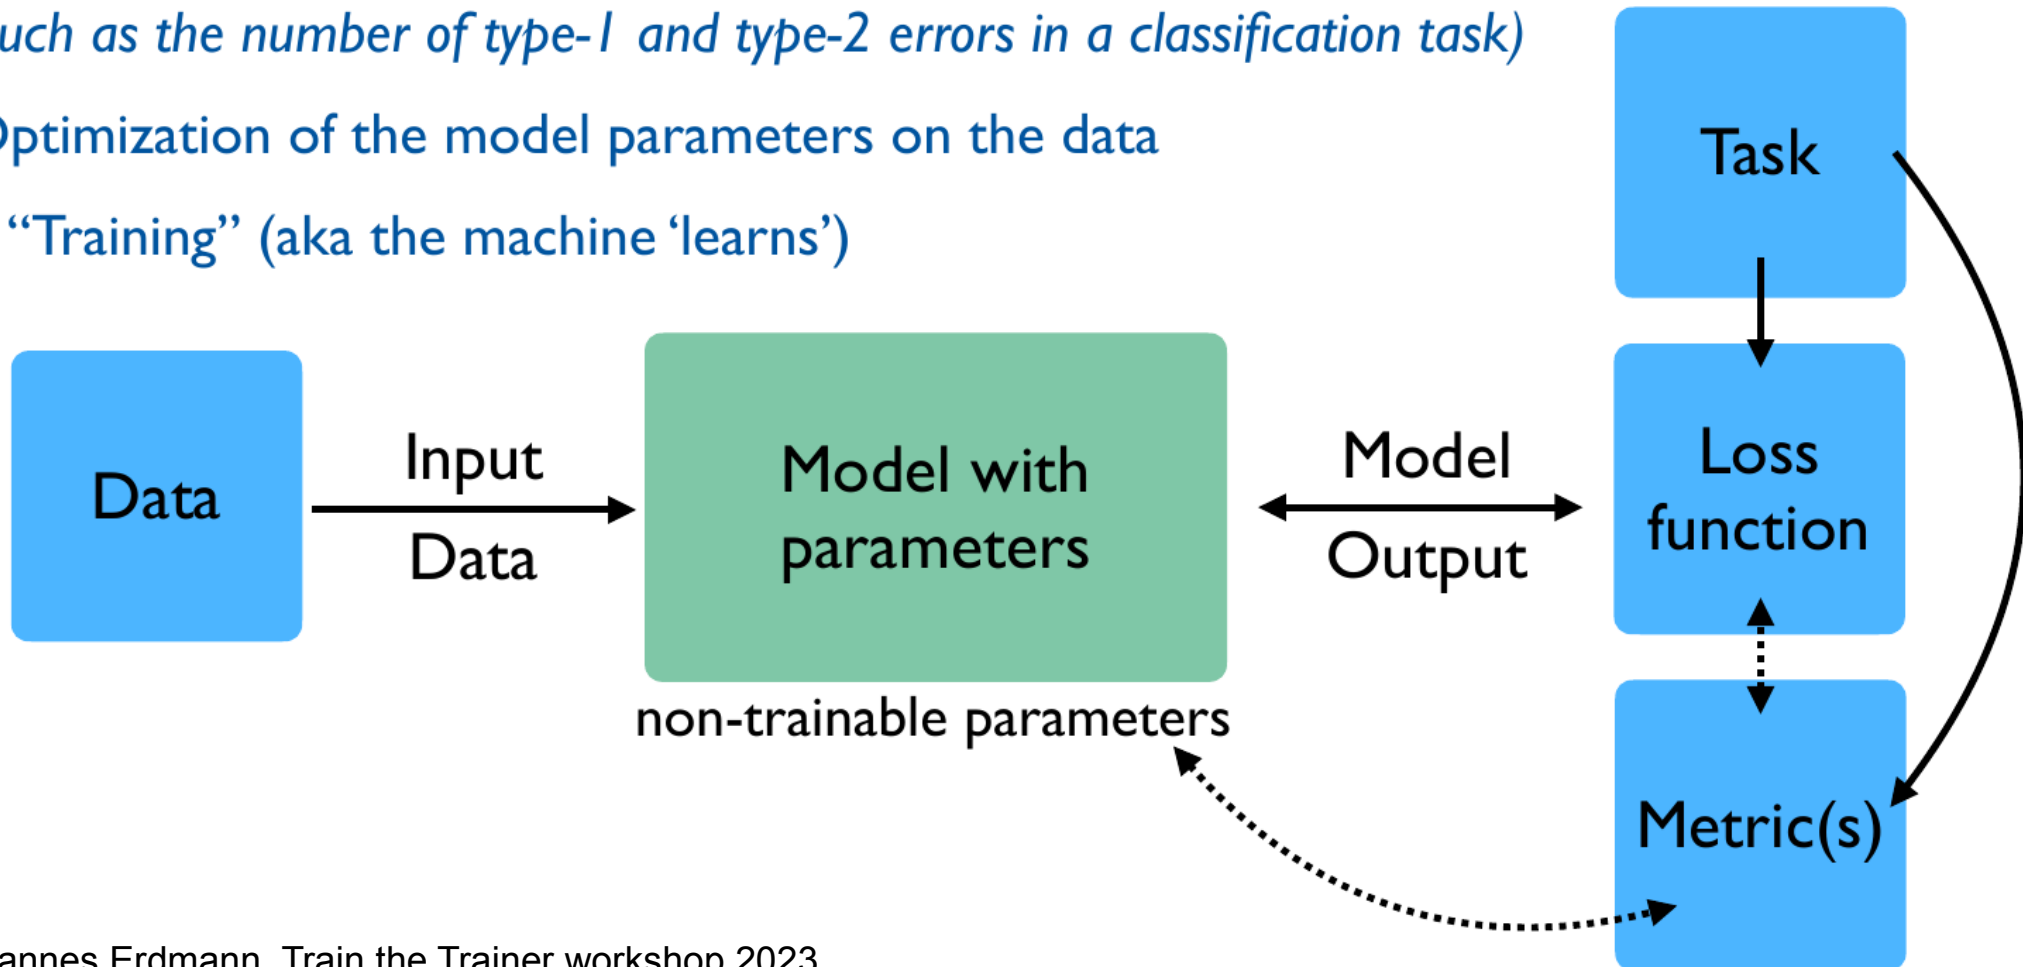 uch as the number of type-1 and type-2 errors in a classification task)
Optimization of the model parameters on the data
“Training” (aka the machine ‘learns’)
Task
Data
Input
Data
Model with
parameters
non-trainable parameters
Model
Output
Loss
function
Metric(s)
annes Erdmann, Train the Trainer workshop 2023